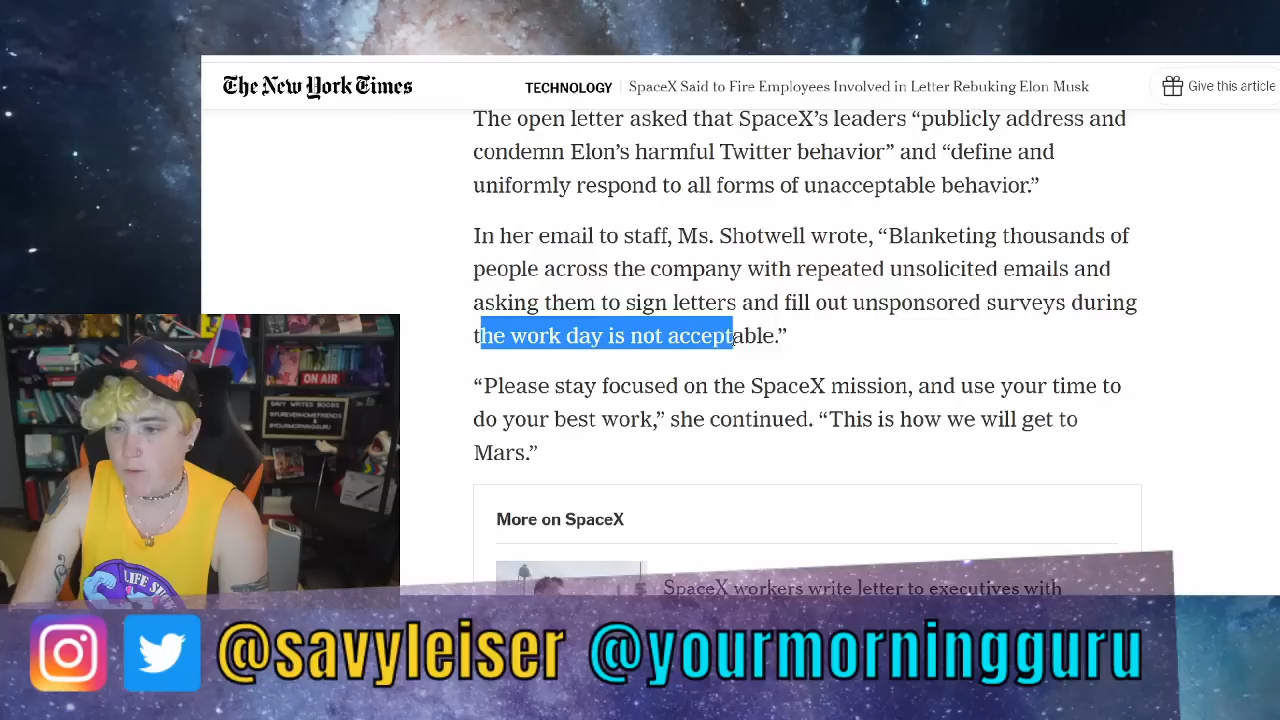 The New York Times
TECHNOLOGY
SpaceX Said to Fire Employees Involved in Letter Rebuking Elon Musk
Give this article
The open letter asked that SpaceX’s leaders “publicly address and
condemn Elon’s harmful Twitter behavior” and “define and
uniformly respond to all forms of unacceptable behavior.”
In her email to staff, Ms. Shotwell wrote, “Blanketing thousands of
people across the company with repeated unsolicited emails and
asking them to sign letters and fill out unsponsored surveys during
the work day is not acceptable.”
“Please stay focused on the SpaceX mission, and use your time to
do your best work,” she continued. “This is how we will get to
Mars.”
More on SpaceX
SpaceX workers write letter to executives with
ON AIR
SAVY WRITES BOOKS
@FUREVERHOMEFRIENDS
&
@YOURMORNINGGURU
LIFE
@savyleiser @yourmorningguru